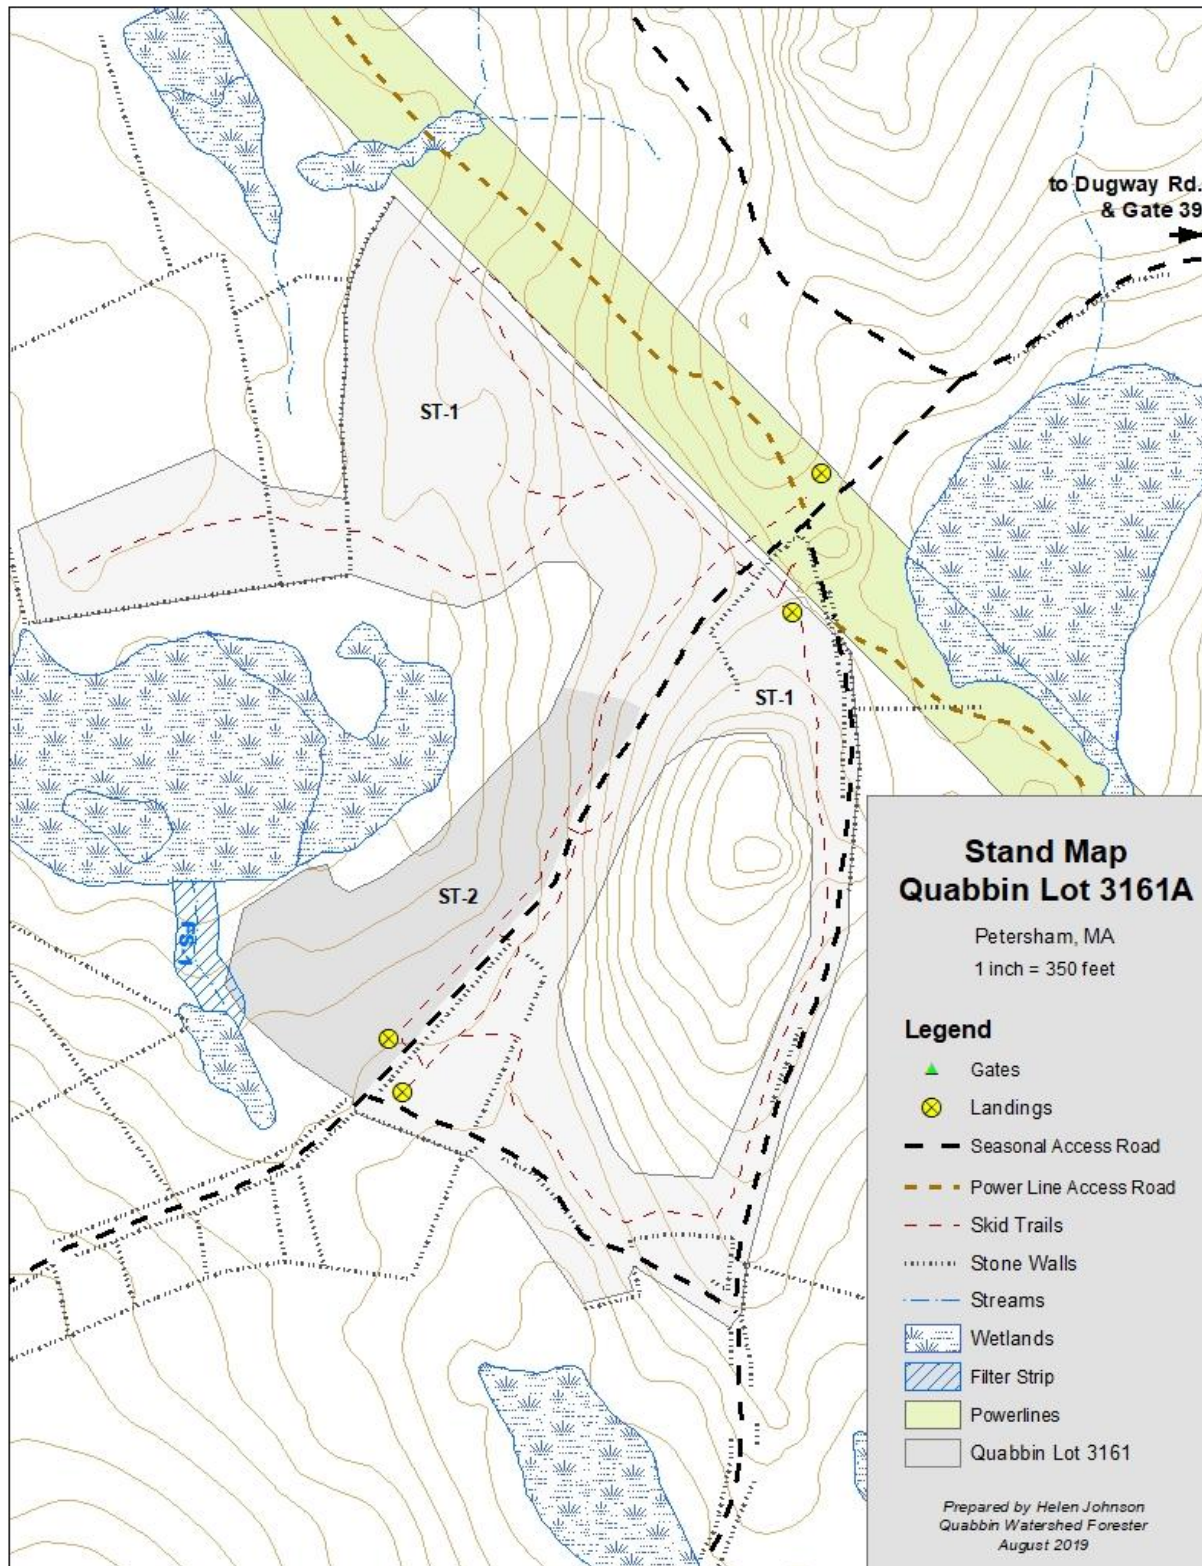 to Dugway Rd.
& Gate 39
ST-1
ST-1
ST-2
FS-1
Stand Map
Quabbin Lot 3161A
Petersham, MA
1 inch = 350 feet
Legend
Gates
Landings
Seasonal Access Road
Power Line Access Road
Skid Trails
Stone Walls
Streams
Wetlands
Filter Strip
Powerlines
Quabbin Lot 3161
Prepared by Helen Johnson
Quabbin Watershed Forester
August 2019